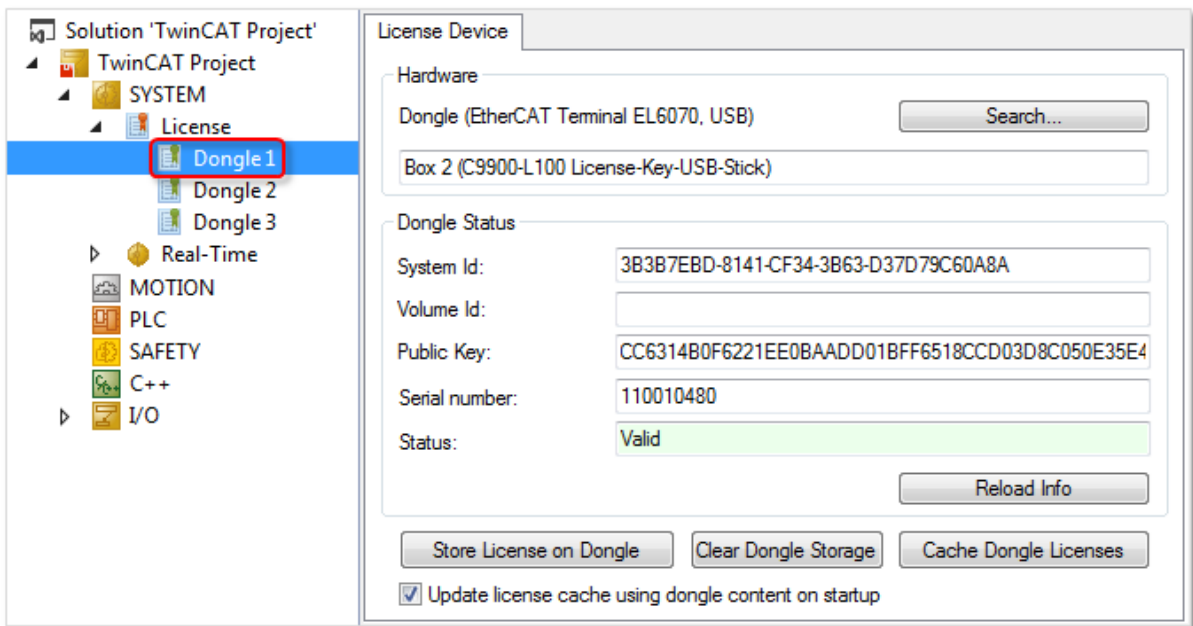 Solution 'TwinCAT Project'
TwinCAT Project
SYSTEM
License
Dongle 1
Dongle 2
Dongle 3
Real-Time
MOTION
PLC
SAFETY
C++
I/O
License Device
Hardware
Dongle (EtherCAT Terminal EL6070, USB)
Search...
Box 2 (C9900-L100 License-Key-USB-Stick)
Dongle Status
System Id:
3B3B7EBD-8141-CF34-3B63-D37D79C60A8A
Volume Id:
Public Key:
CC6314B0F6221EE0BAADD01BFF6518CCD03D8C050E35E4
Serial number:
110010480
Status:
Valid
Reload Info
Store License on Dongle
Clear Dongle Storage
Cache Dongle Licenses
Update license cache using dongle content on startup